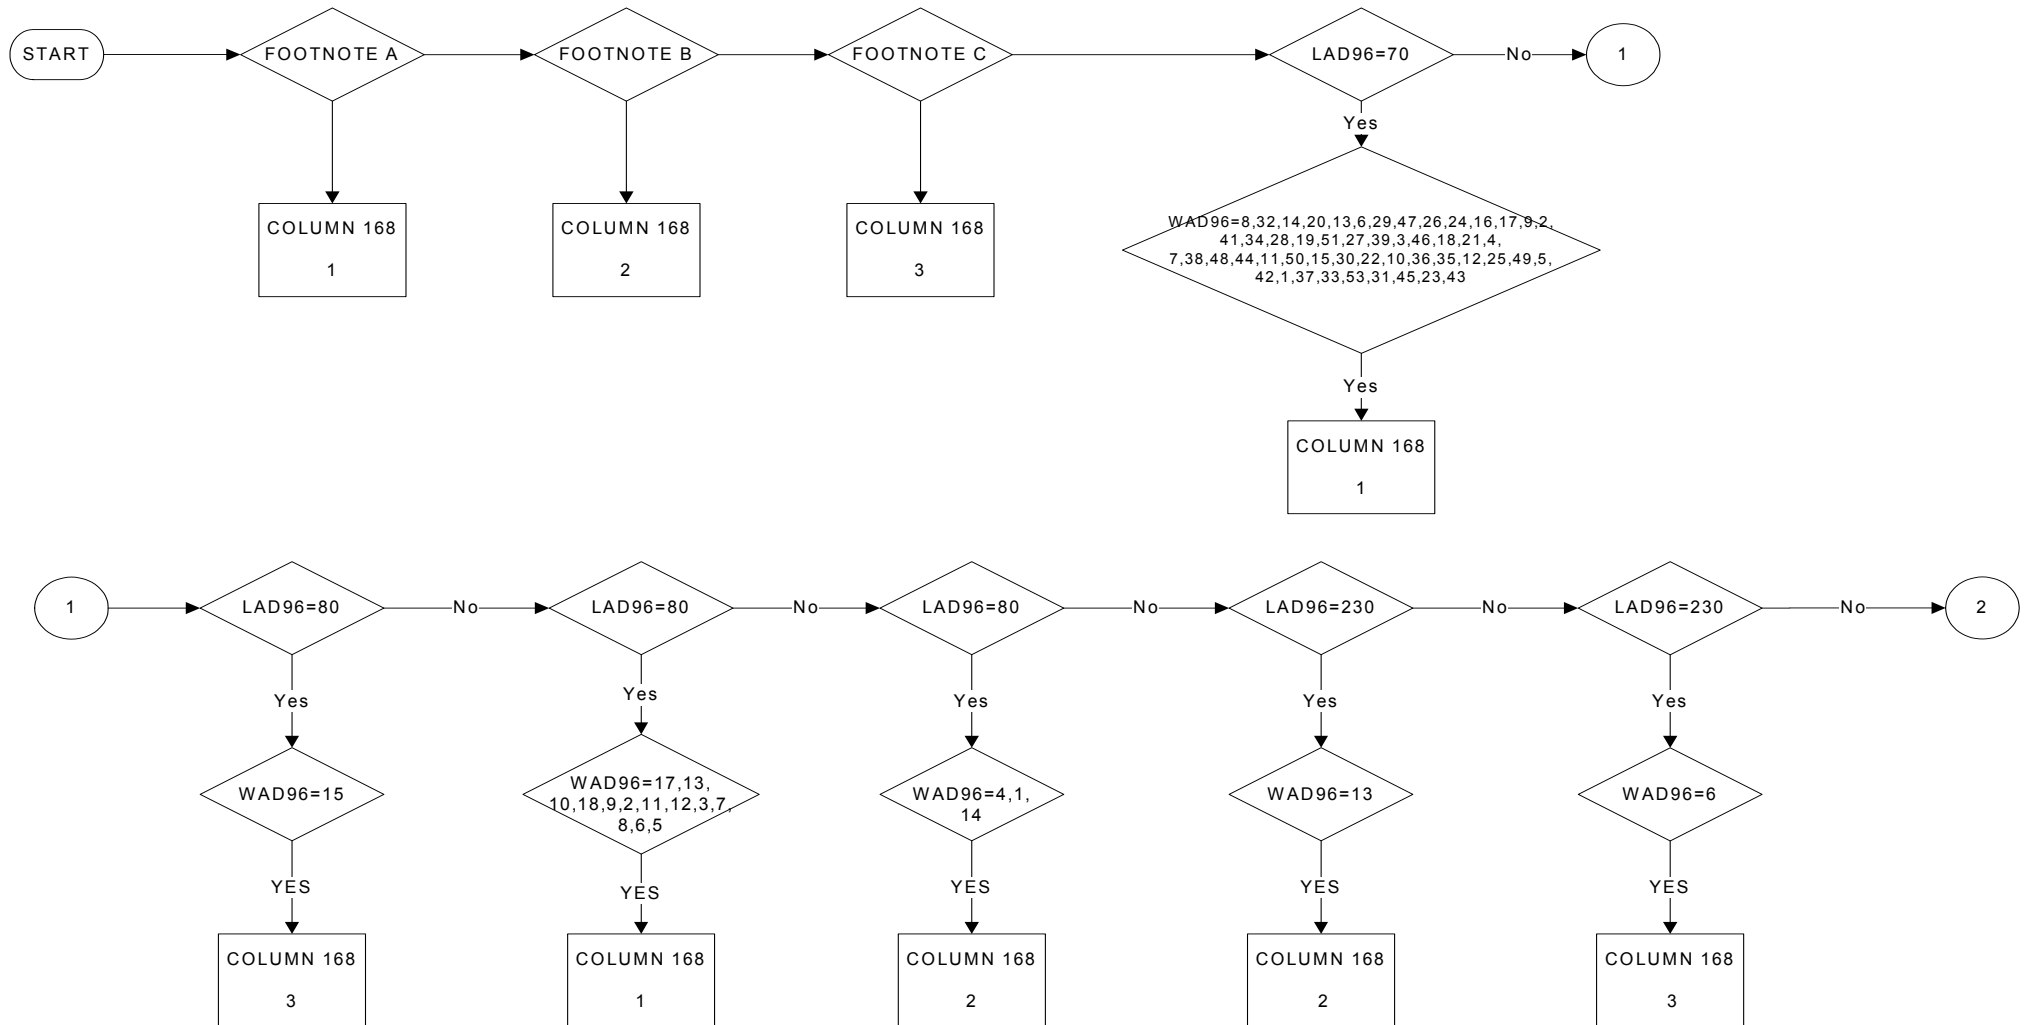 START
FOOTNOTE A
FOOTNOTE B
FOOTNOTE C
LAD96=70
No
1
Yes
COLUMN 168
1
COLUMN 168
2
COLUMN 168
3
WAD96=8,32,14,20,13,6,29,47,26,24,16,17,9,2,
41,34,28,19,51,27,39,3,46,18,21,4,
7,38,48,44,11,50,15,30,22,10,36,35,12,25,49,5,
42,1,37,33,53,31,45,23,43
Yes
COLUMN 168
1
1
LAD96=80
No
LAD96=80
No
LAD96=80
No
LAD96=230
No
LAD96=230
No
2
Yes
Yes
Yes
Yes
Yes
WAD96=15
WAD96=17,13,
10,18,9,2,11,12,3,7,
8,6,5
WAD96=4,1,
14
WAD96=13
WAD96=6
YES
YES
YES
YES
YES
COLUMN 168
3
COLUMN 168
1
COLUMN 168
2
COLUMN 168
2
COLUMN 168
3